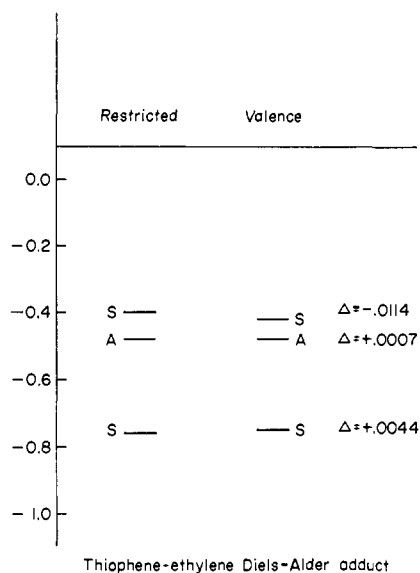 Restricted Valence
0.0
-0.2
-0.4 S S Δ=-.0114
A A Δ=+.0007
-0.6
-0.8 S S Δ=+.0044
-1.0
Thiophene-ethylene Diels-Alder adduct